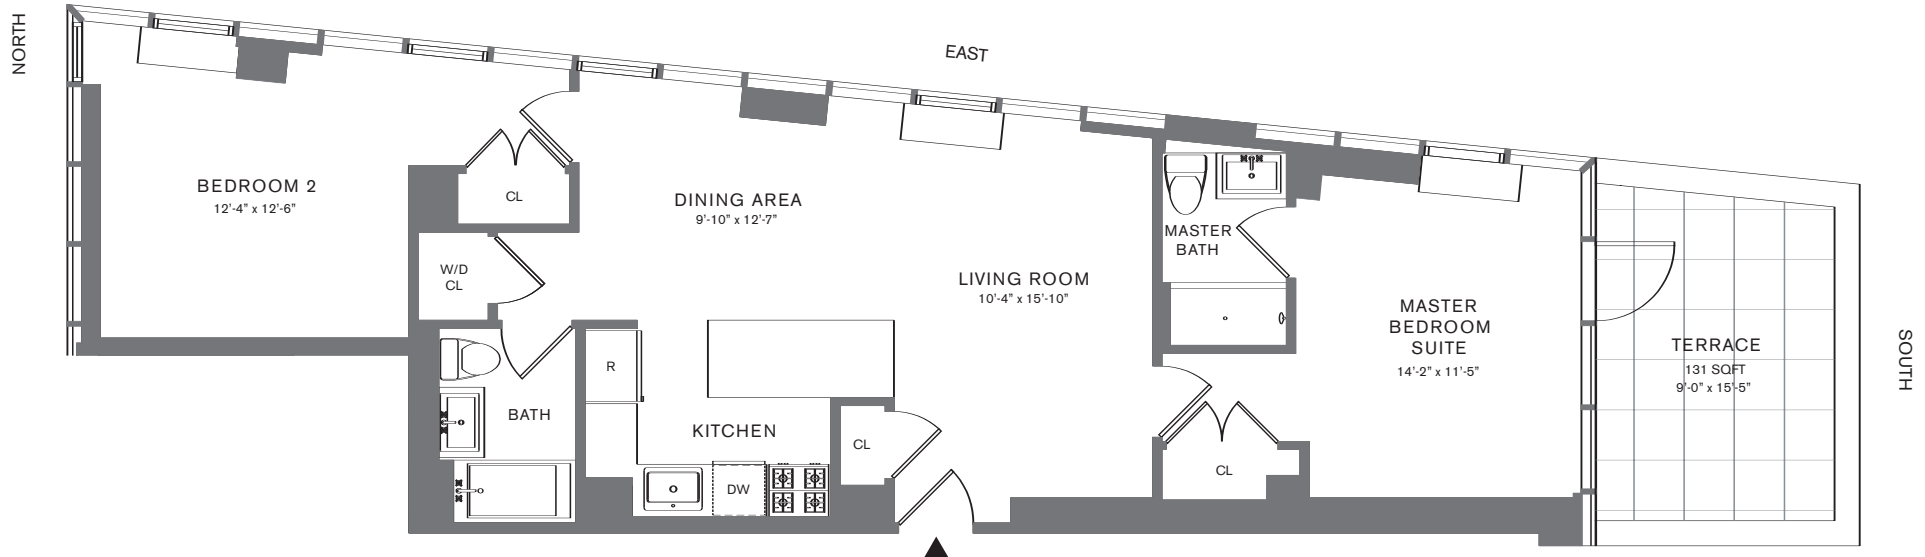 NORTH
EAST
BEDROOM 2
12'-4" x 12'-6"
CL
DINING AREA
9'-10" x 12'-7"
W/D
CL
MASTER
BATH
LIVING ROOM
10'-4" x 15'-10"
MASTER
BEDROOM
SUITE
14'-2" x 11'-5"
TERRACE
131 SQFT
9'-0" x 15'-5"
SOUTH
R
BATH
KITCHEN
CL
CL
DW